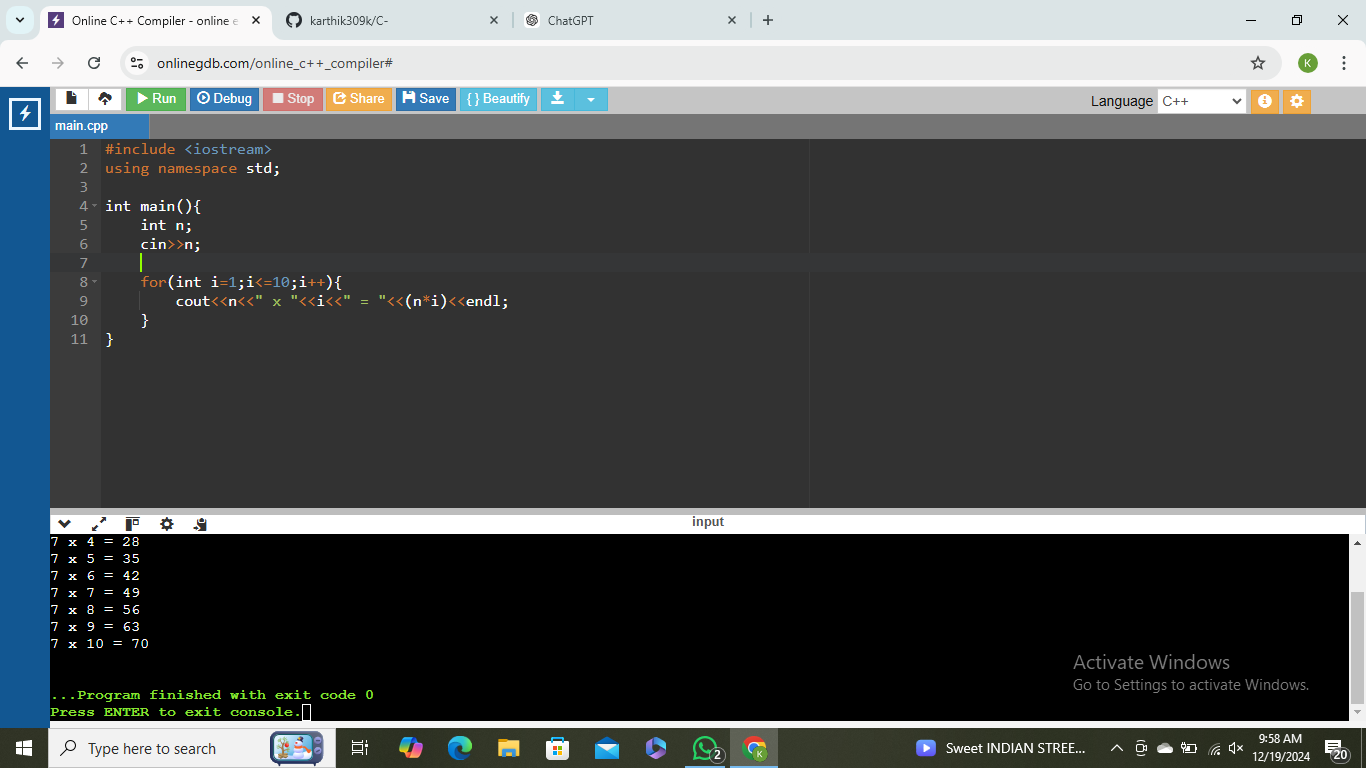 Online C++ Compiler - online e
karthik309k/C-
ChatGPT
onlinegdb.com/online_c++_compiler#
K
Run Debug Stop Share Save { } Beautify
Language C++
main.cpp
1 #include <iostream>
2 using namespace std;
3
4 int main(){
5     int n;
6     cin>>n;
7
8     for(int i=1;i<=10;i++){
9         cout<<n<<" x "<<i<<" = "<<(n*i)<<endl;
10     }
11 }
input
7 x 4 = 28
7 x 5 = 35
7 x 6 = 42
7 x 7 = 49
7 x 8 = 56
7 x 9 = 63
7 x 10 = 70
...Program finished with exit code 0
Press ENTER to exit console.
Activate Windows
Go to Settings to activate Windows.
Type here to search
2
K
Sweet INDIAN STREE...
9:58 AM
12/19/2024
20